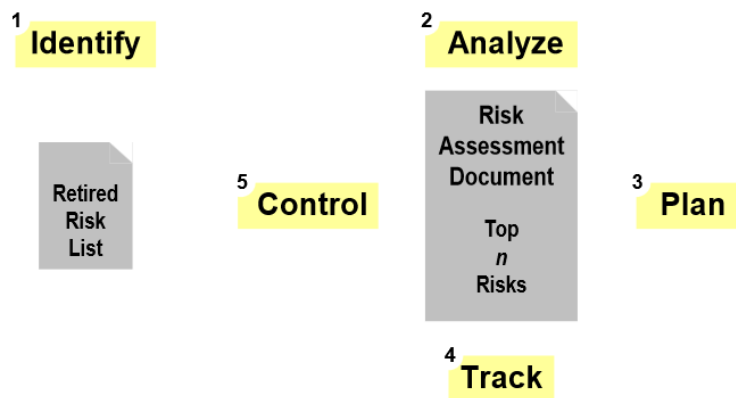 1
Identify
2
Analyze
Risk
Assessment
Document
Top
n
Risks
Retired
Risk
List
5
Control
3
Plan
4
Track